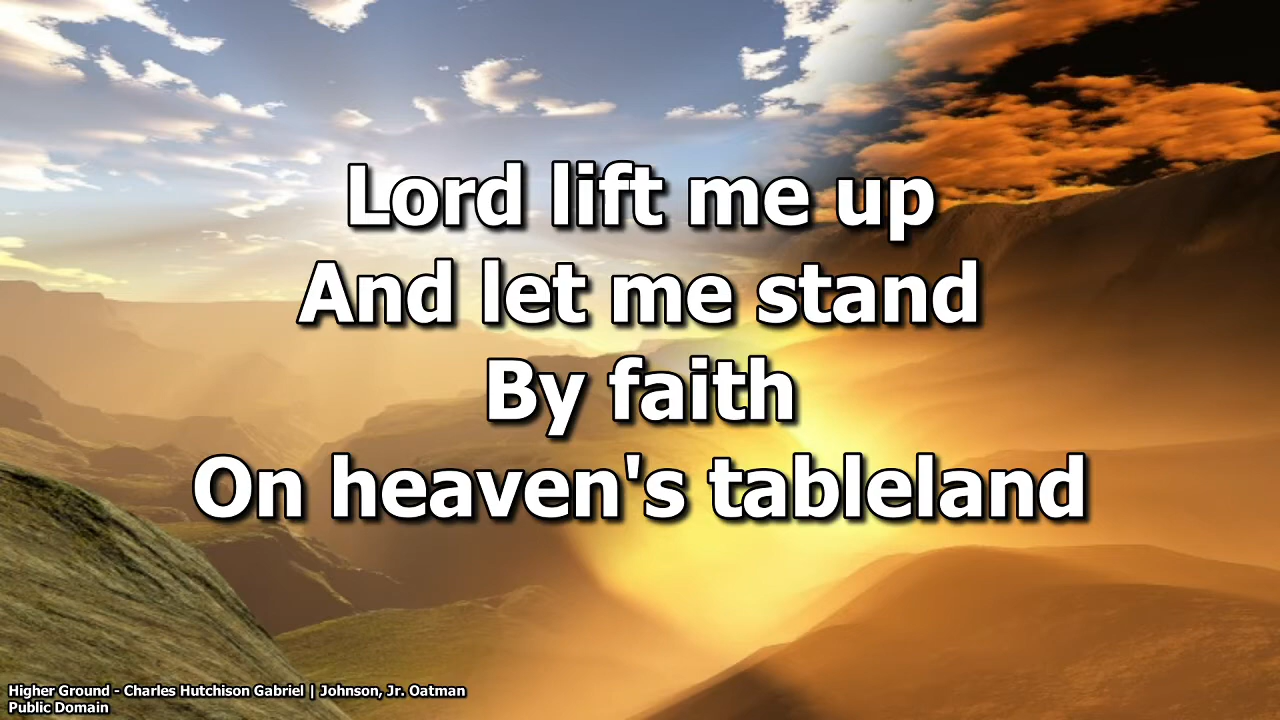 Lord lift me up
And let me stand
By faith
On heaven's tableland
Higher Ground - Charles Hutchison Gabriel | Johnson, Jr. Oatman
Public Domain